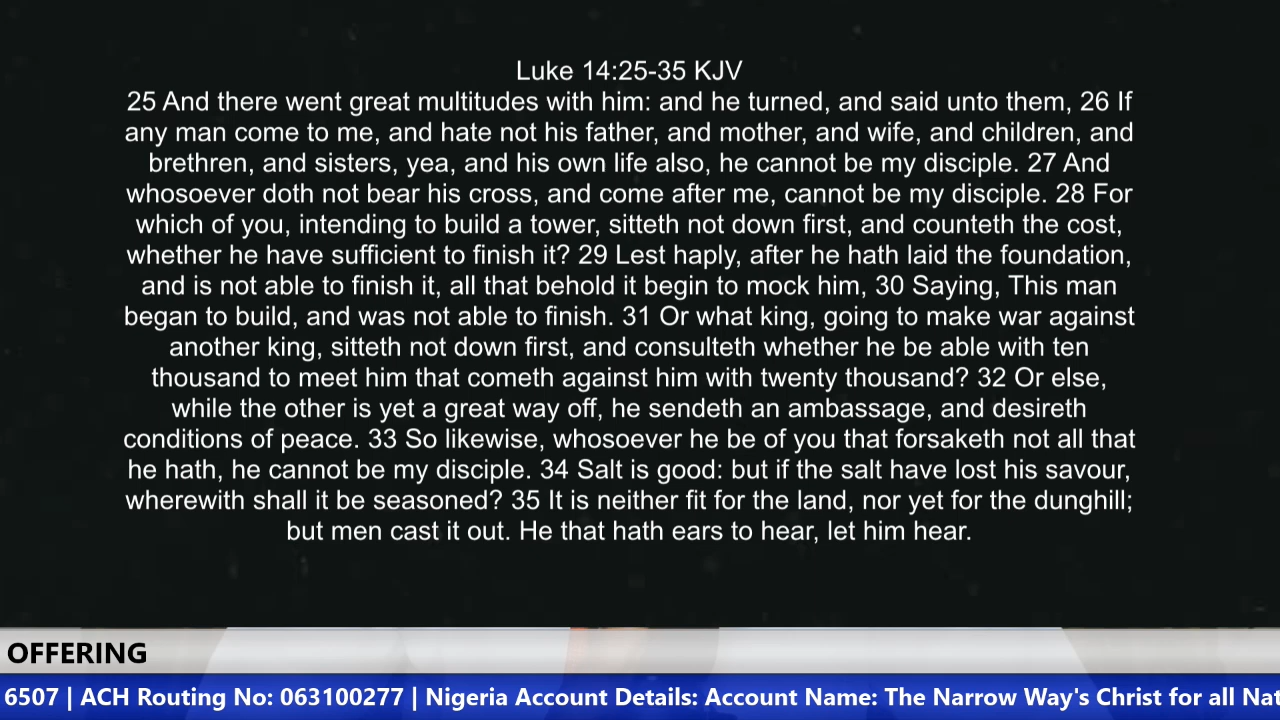 Luke 14:25-35 KJV
25 And there went great multitudes with him: and he turned, and said unto them, 26 If
any man come to me, and hate not his father, and mother, and wife, and children, and
brethren, and sisters, yea, and his own life also, he cannot be my disciple. 27 And
whosoever doth not bear his cross, and come after me, cannot be my disciple. 28 For
which of you, intending to build a tower, sitteth not down first, and counteth the cost,
whether he have sufficient to finish it? 29 Lest haply, after he hath laid the foundation,
and is not able to finish it, all that behold it begin to mock him, 30 Saying, This man
began to build, and was not able to finish. 31 Or what king, going to make war against
another king, sitteth not down first, and consulteth whether he be able with ten
thousand to meet him that cometh against him with twenty thousand? 32 Or else,
while the other is yet a great way off, he sendeth an ambassage, and desireth
conditions of peace. 33 So likewise, whosoever he be of you that forsaketh not all that
he hath, he cannot be my disciple. 34 Salt is good: but if the salt have lost his savour,
wherewith shall it be seasoned? 35 It is neither fit for the land, nor yet for the dunghill;
but men cast it out. He that hath ears to hear, let him hear.
OFFERING
6507 | ACH Routing No: 063100277 | Nigeria Account Details: Account Name: The Narrow Way's Christ for all Nat